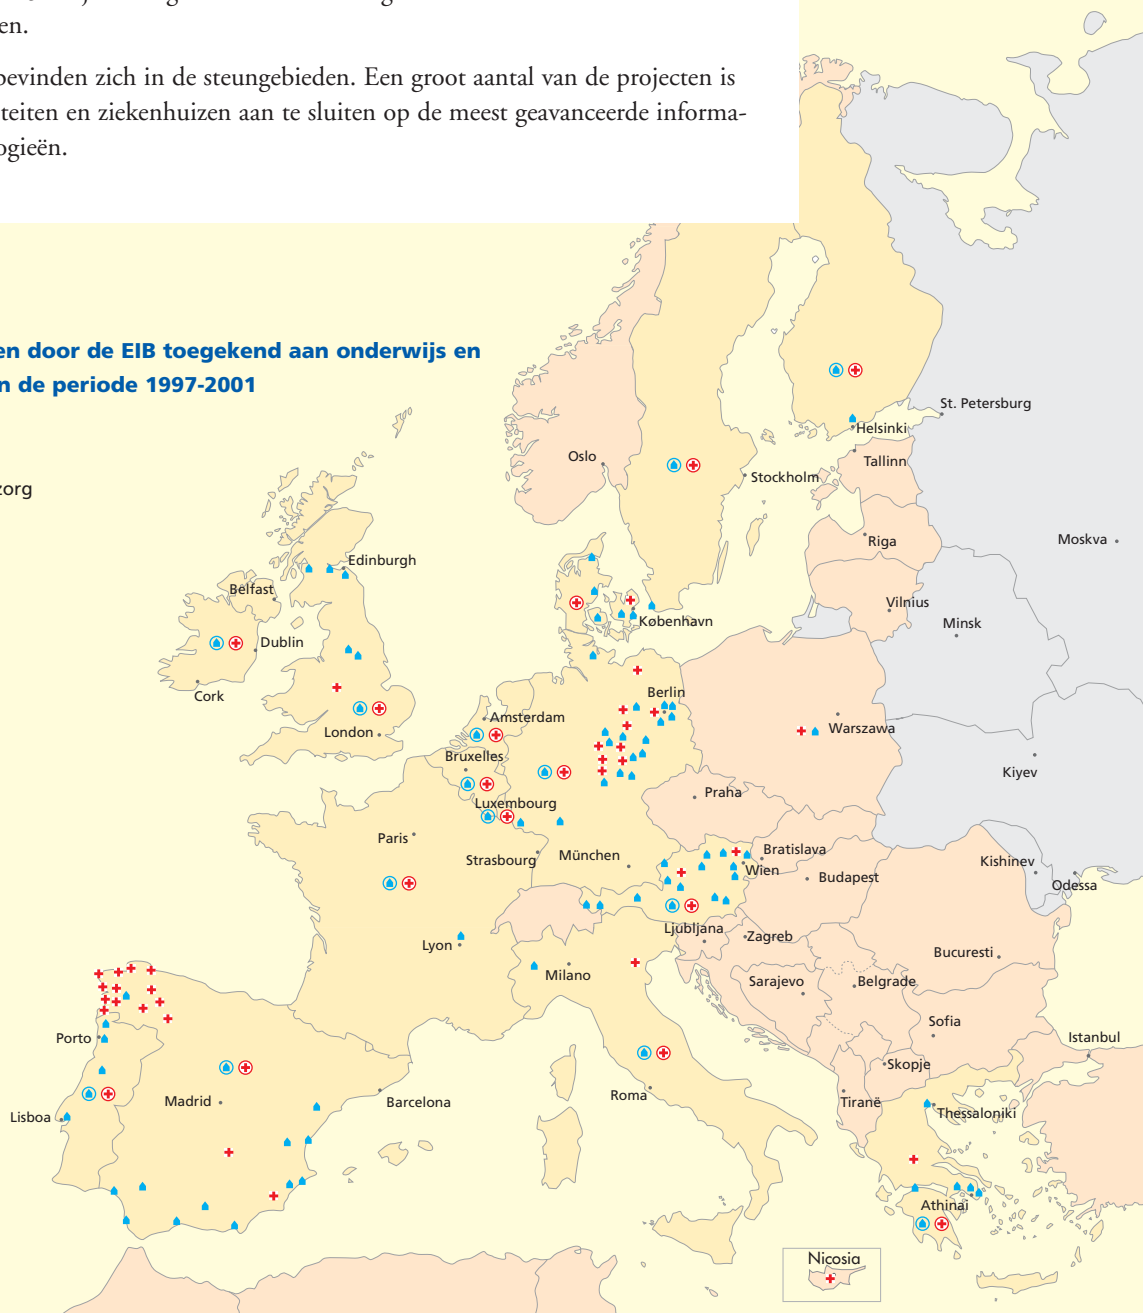 en.
bevinden zich in de steungebieden. Een groot aantal van de projecten is
teiten en ziekenhuizen aan te sluiten op de meest geavanceerde informa-
ogieën.
en door de EIB toegekend aan onderwijs en
n de periode 1997-2001
zorg
St. Petersburg
Helsinki
Oslo
Tallinn
Stockholm
Moskva
Riga
Edinburgh
Belfast
Vilnius
København
Minsk
Dublin
Cork
Berlin
Amsterdam
London
Warszawa
Bruxelles
Kiyev
Praha
Luxembourg
Paris
Strasbourg
München
Bratislava
Wien
Kishinev
Budapest
Odessa
Ljubljana
Zagreb
Lyon
Milano
Bucuresti
Sarajevo
Belgrade
Sofia
Porto
Istanbul
Skopje
Madrid
Barcelona
Roma
Tiranë
Lisboa
Thessaloniki
Athinai
Nicosia